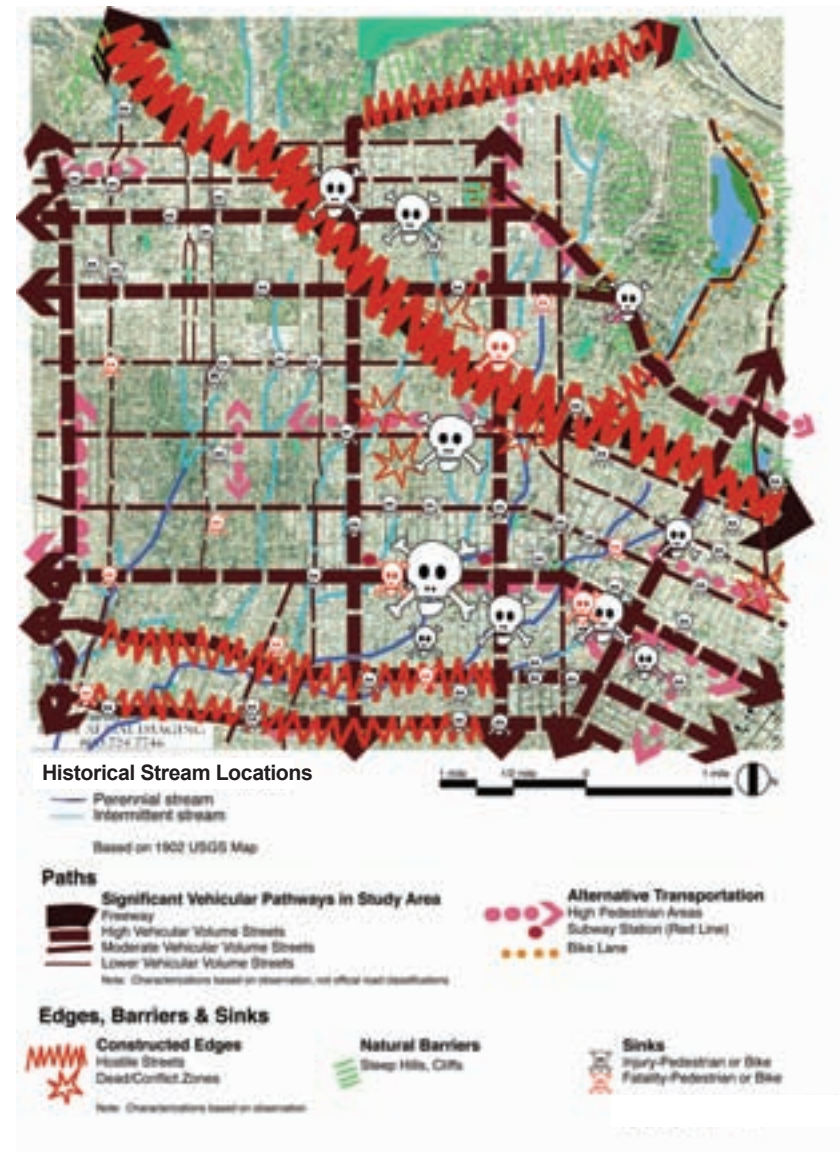 Historical Stream Locations
1 mile 1/2 mile 0 1 mile
Perennial stream
Intermittent stream
Based on 1902 USGS Map
Paths
Significant Vehicular Pathways in Study Area
Freeway
High Vehicular Volume Streets
Moderate Vehicular Volume Streets
Lower Vehicular Volume Streets
Note: Characterizations based on observation, not offical road classifications
Alternative Transportation
High Pedestrian Areas
Subway Station (Red Line)
Bike Lane
Edges, Barriers & Sinks
Constructed Edges
Hostile Streets
Dead/Conflict Zones
Note: Characterizations based on observation
Natural Barriers
Steep Hills, Cliffs
Sinks
Injury-Pedestrian or Bike
Fatality-Pedestrian or Bike